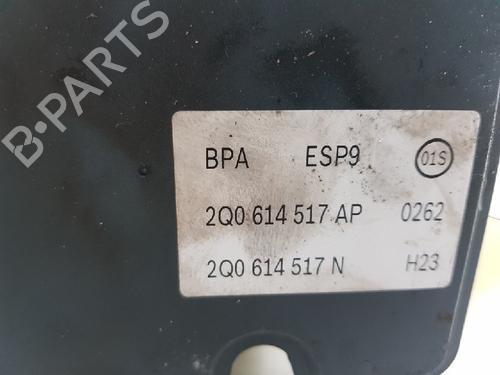 BPA ESP9 01S
2Q0 614 517 AP 0262
2Q0 614 517 N H23
B-PARTS